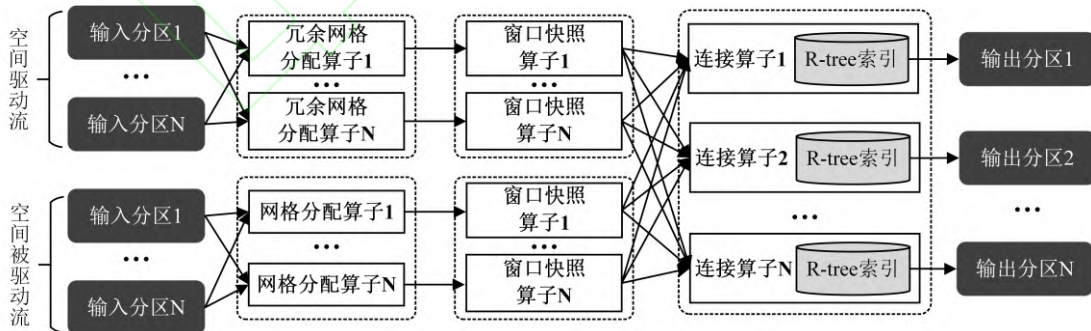 空间驱动流
输入分区1
...
输入分区N
冗余网格
分配算子1
...
冗余网格
分配算子N
窗口快照
算子1
...
窗口快照
算子N
空间被驱动流
输入分区1
...
输入分区N
网格分配算子1
...
网格分配算子N
窗口快照
算子1
...
窗口快照
算子N
连接算子1
R-tree索引
连接算子2
R-tree索引
...
连接算子N
R-tree索引
输出分区1
输出分区2
...
输出分区N